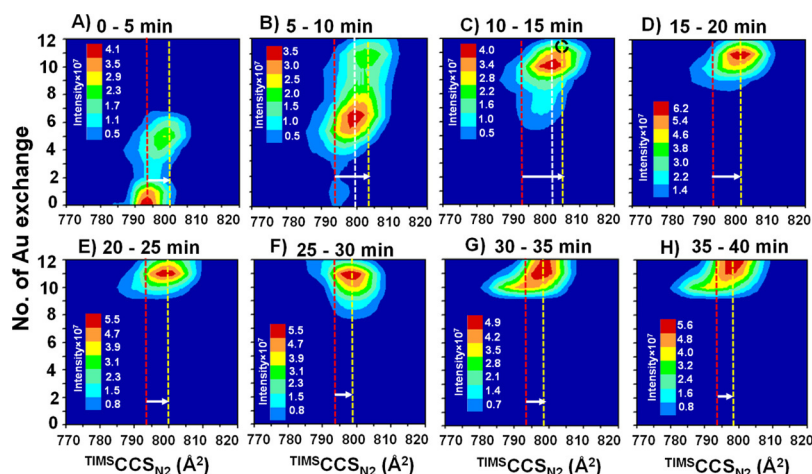 A) 0 - 5 min
B) 5 - 10 min
C) 10 - 15 min
D) 15 - 20 min
No. of Au exchange
12
10
8
6
4
2
0
Intensity×10⁷
4.1
3.5
2.9
2.3
1.7
1.1
0.5
770 780 790 800 810 820
Intensity×10⁷
3.5
3.0
2.5
2.0
1.5
1.0
0.5
770 780 790 800 810 820
Intensity×10⁷
4.0
3.4
2.8
2.2
1.6
1.0
0.5
770 780 790 800 810 820
Intensity×10⁷
6.2
5.4
4.6
3.8
3.0
2.2
1.4
770 780 790 800 810 820
E) 20 - 25 min
F) 25 - 30 min
G) 30 - 35 min
H) 35 - 40 min
12
10
8
6
4
2
0
Intensity×10⁷
5.5
4.7
3.9
3.1
2.3
1.5
0.8
770 780 790 800 810 820
TIMSCCSN2 (Å²)
Intensity×10⁷
5.5
4.7
3.9
3.1
2.3
1.5
0.8
770 780 790 800 810 820
TIMSCCSN2 (Å²)
Intensity×10⁷
4.9
4.2
3.5
2.8
2.1
1.4
0.7
770 780 790 800 810 820
TIMSCCSN2 (Å²)
Intensity×10⁷
5.6
4.8
4.0
3.2
2.4
1.6
0.8
770 780 790 800 810 820
TIMSCCSN2 (Å²)